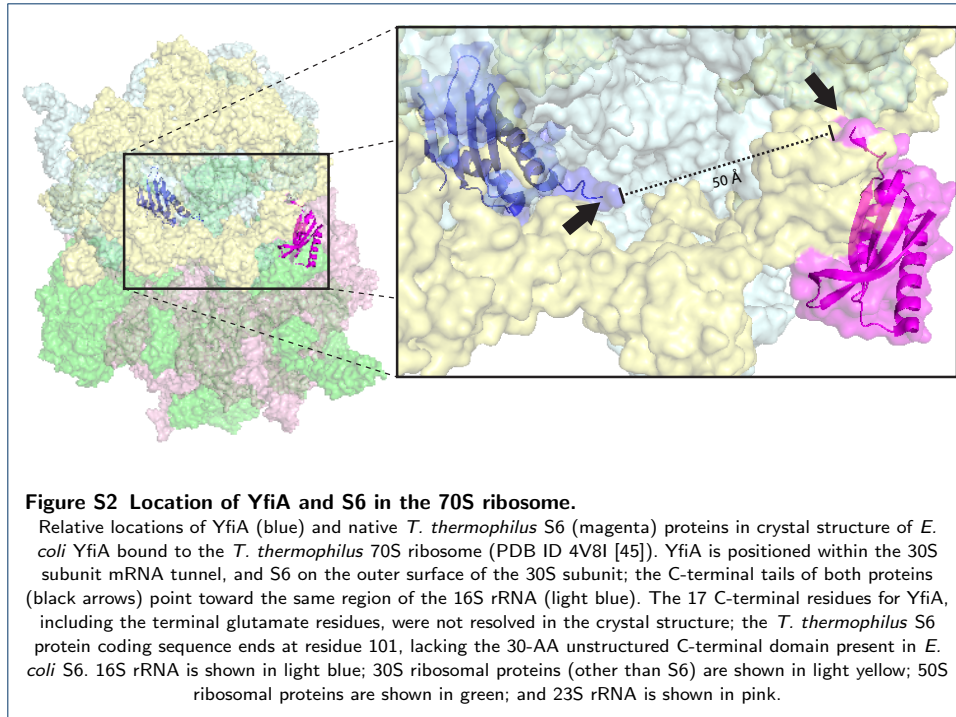 50 Å
Figure S2 Location of YfiA and S6 in the 70S ribosome.
Relative locations of YfiA (blue) and native T. thermophilus S6 (magenta) proteins in crystal structure of E.
coli YfiA bound to the T. thermophilus 70S ribosome (PDB ID 4V8I [45]). YfiA is positioned within the 30S
subunit mRNA tunnel, and S6 on the outer surface of the 30S subunit; the C-terminal tails of both proteins
(black arrows) point toward the same region of the 16S rRNA (light blue). The 17 C-terminal residues for YfiA,
including the terminal glutamate residues, were not resolved in the crystal structure; the T. thermophilus S6
protein coding sequence ends at residue 101, lacking the 30-AA unstructured C-terminal domain present in E.
coli S6. 16S rRNA is shown in light blue; 30S ribosomal proteins (other than S6) are shown in light yellow; 50S
ribosomal proteins are shown in green; and 23S rRNA is shown in pink.